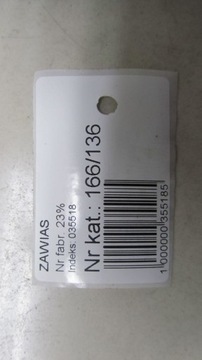 ZAWIAS
Nr fabr. 23%
Indeks: 035518
Nr kat.: 166/136
1000000355185